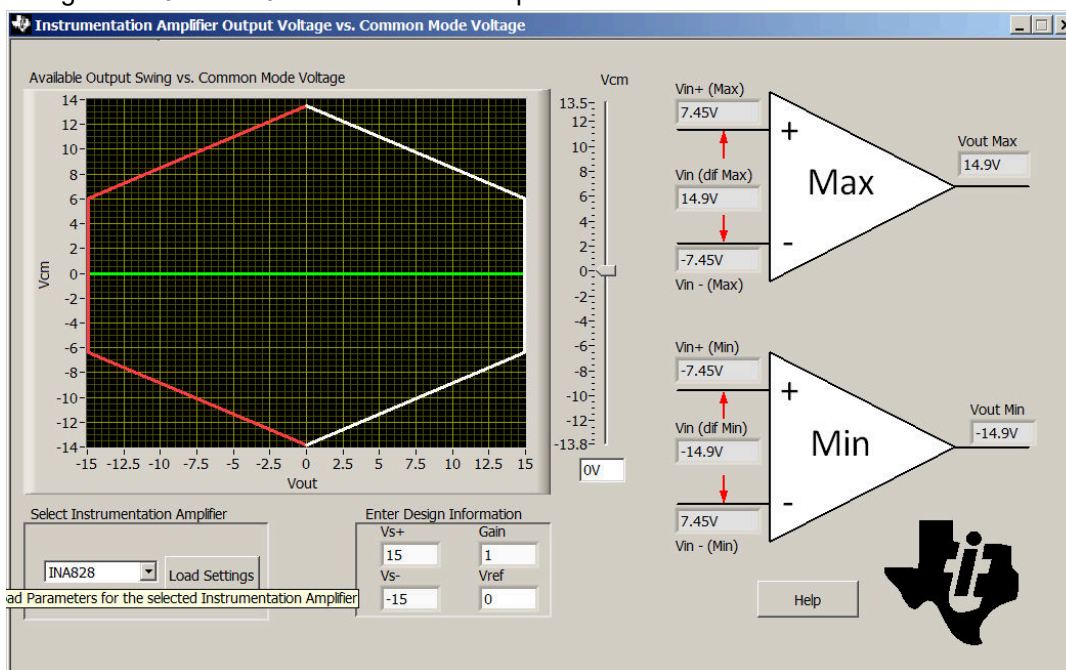 Instrumentation Amplifier Output Voltage vs. Common Mode Voltage
Available Output Swing vs. Common Mode Voltage
14
12
10
8
6
4
2
0
-2
-4
-6
-8
-10
-12
-14
Vcm
-15 -12.5 -10 -7.5 -5 -2.5 0 2.5 5 7.5 10 12.5 15
Vout
Vcm
13.5
12
10
8
6
4
2
0
-2
-4
-6
-8
-10
-12
-13.8
0V
Vin+ (Max)
7.45V
Vin (dif Max)
14.9V
-7.45V
Vin - (Max)
+
Max
-
Vout Max
14.9V
Vin+ (Min)
-7.45V
Vin (dif Min)
-14.9V
7.45V
Vin - (Min)
+
Min
-
Vout Min
-14.9V
Select Instrumentation Amplifier
INA828
Load Settings
ad Parameters for the selected Instrumentation Amplifier
Enter Design Information
Vs+ Gain
15 1
Vs- Vref
-15 0
Help
ti